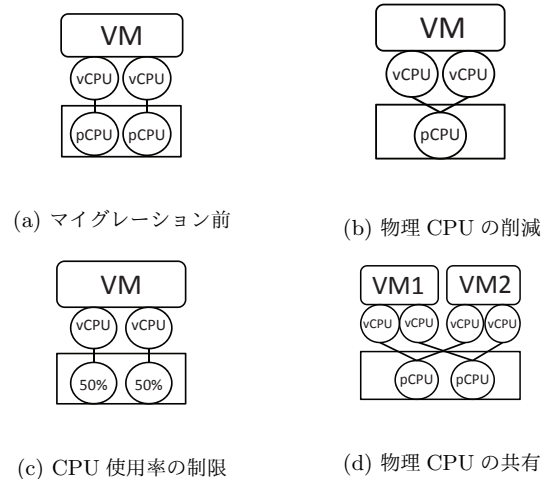 VM
vCPU vCPU
pCPU pCPU
(a) マイグレーション前
VM
vCPU vCPU
pCPU
(b) 物理 CPU の削減
VM
vCPU vCPU
50% 50%
(c) CPU 使用率の制限
VM1 VM2
vCPU vCPU vCPU vCPU
pCPU pCPU
(d) 物理 CPU の共有